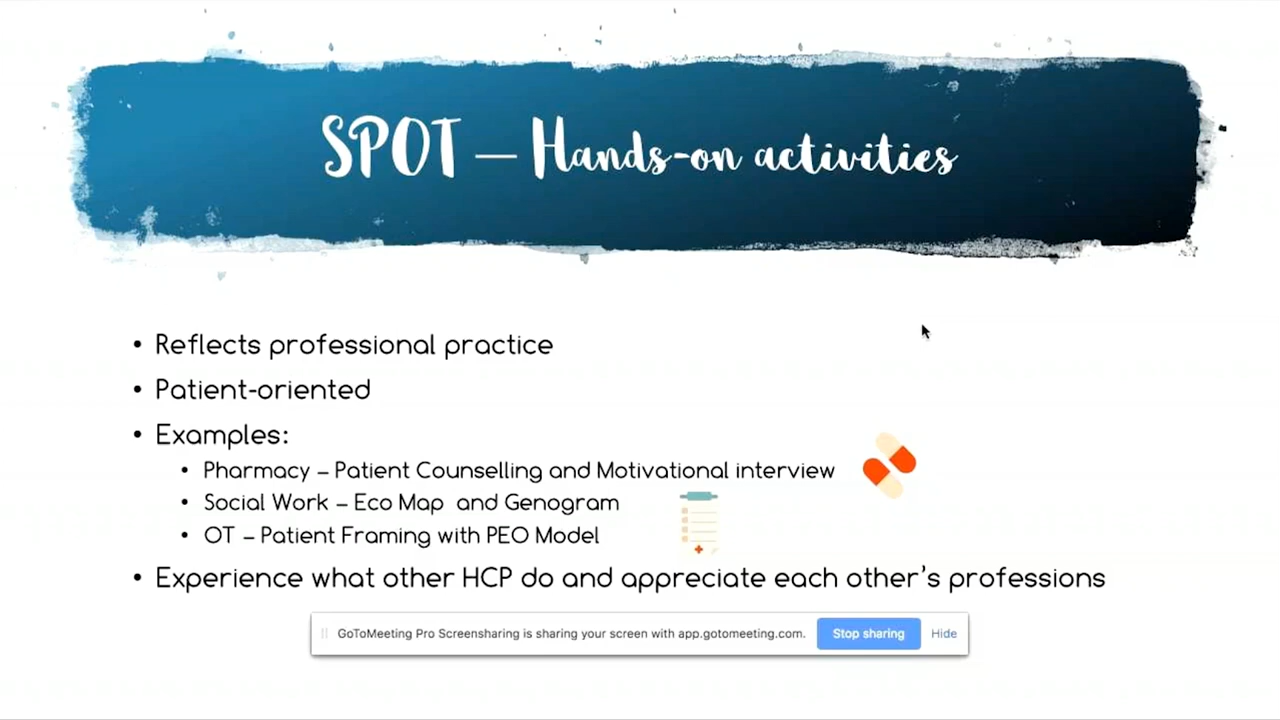 SPOT – Hands-on activities
• Reflects professional practice
• Patient-oriented
• Examples:
• Pharmacy – Patient Counselling and Motivational interview
• Social Work – Eco Map and Genogram
• OT – Patient Framing with PEO Model
• Experience what other HCP do and appreciate each other's professions
GoToMeeting Pro Screensharing is sharing your screen with app.gotomeeting.com. Stop sharing Hide